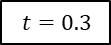 t = 0.3